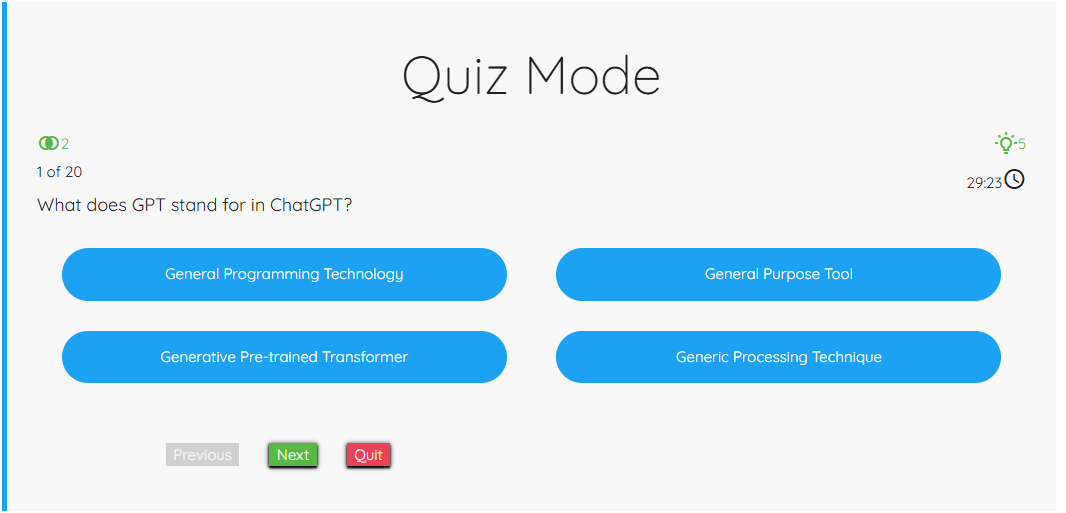 Quiz Mode
2
5
1 of 20
29:23
What does GPT stand for in ChatGPT?
General Programming Technology
General Purpose Tool
Generative Pre-trained Transformer
Generic Processing Technique
Previous Next Quit